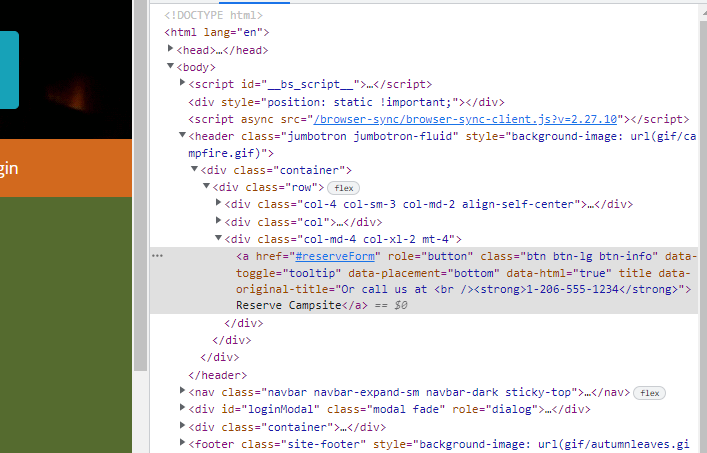 <!DOCTYPE html>
<html lang="en">
<head>…</head>
<body>
<script id="__bs_script__">…</script>
<div style="position: static !important;"></div>
<script async src="/browser-sync/browser-sync-client.js?v=2.27.10"></script>
<header class="jumbotron jumbotron-fluid" style="background-image: url(gif/ca
mpfire.gif)">
<div class="container">
<div class="row"> flex
<div class="col-4 col-sm-3 col-md-2 align-self-center">…</div>
<div class="col">…</div>
<div class="col-md-4 col-xl-2 mt-4">
<a href="#reserveForm" role="button" class="btn btn-lg btn-info" data-
toggle="tooltip" data-placement="bottom" data-html="true" title data-
original-title="Or call us at <br /><strong>1-206-555-1234</strong>">
Reserve Campsite</a> == $0
</div>
</div>
</div>
</header>
<nav class="navbar navbar-expand-sm navbar-dark sticky-top">…</nav> flex
<div id="loginModal" class="modal fade" role="dialog">…</div>
<div class="container">…</div>
<footer class="site-footer" style="background-image: url(gif/autumnleaves.gi
gin